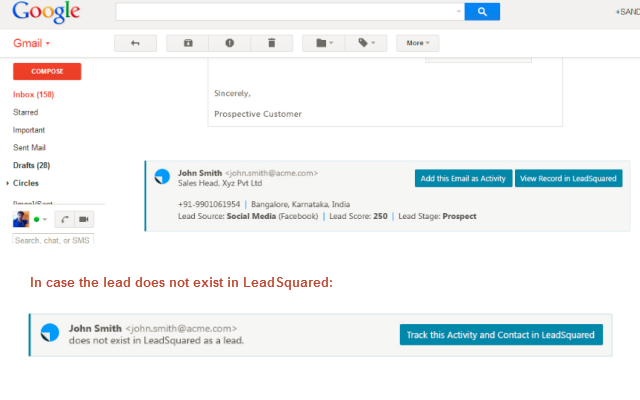 Google
+SAND
Gmail
More
COMPOSE
Inbox (158)
Starred
Important
Sent Mail
Drafts (28)
Circles
Search, chat, or SMS
Sincerely,
Prospective Customer
John Smith <john.smith@acme.com>
Sales Head, Xyz Pvt Ltd
Add this Email as Activity
View Record in LeadSquared
+91-9901061954 | Bangalore, Karnataka, India
Lead Source: Social Media (Facebook) | Lead Score: 250 | Lead Stage: Prospect
In case the lead does not exist in LeadSquared:
John Smith <john.smith@acme.com>
does not exist in LeadSquared as a lead.
Track this Activity and Contact in LeadSquared